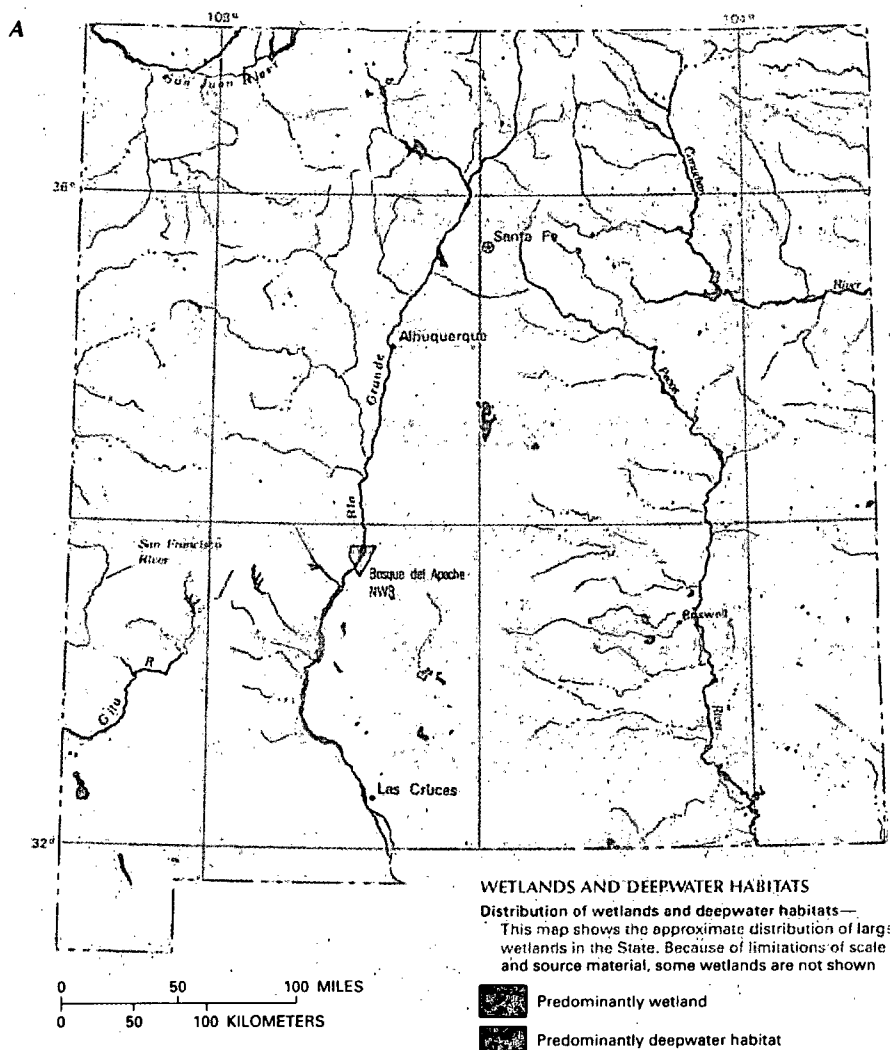 A
108°
104°
San Juan River
36°
Canadian
Santa Fe
River
Albuquerque
Grande
Pecos
Rio
San Francisco
River
Bosque del Apache
NWR
Roswell
R
Gila
River
Las Cruces
32°
WETLANDS AND DEEPWATER HABITATS
Distribution of wetlands and deepwater habitats—
This map shows the approximate distribution of large
wetlands in the State. Because of limitations of scale
and source material, some wetlands are not shown
0 50 100 MILES
0 50 100 KILOMETERS
Predominantly wetland
Predominantly deepwater habitat